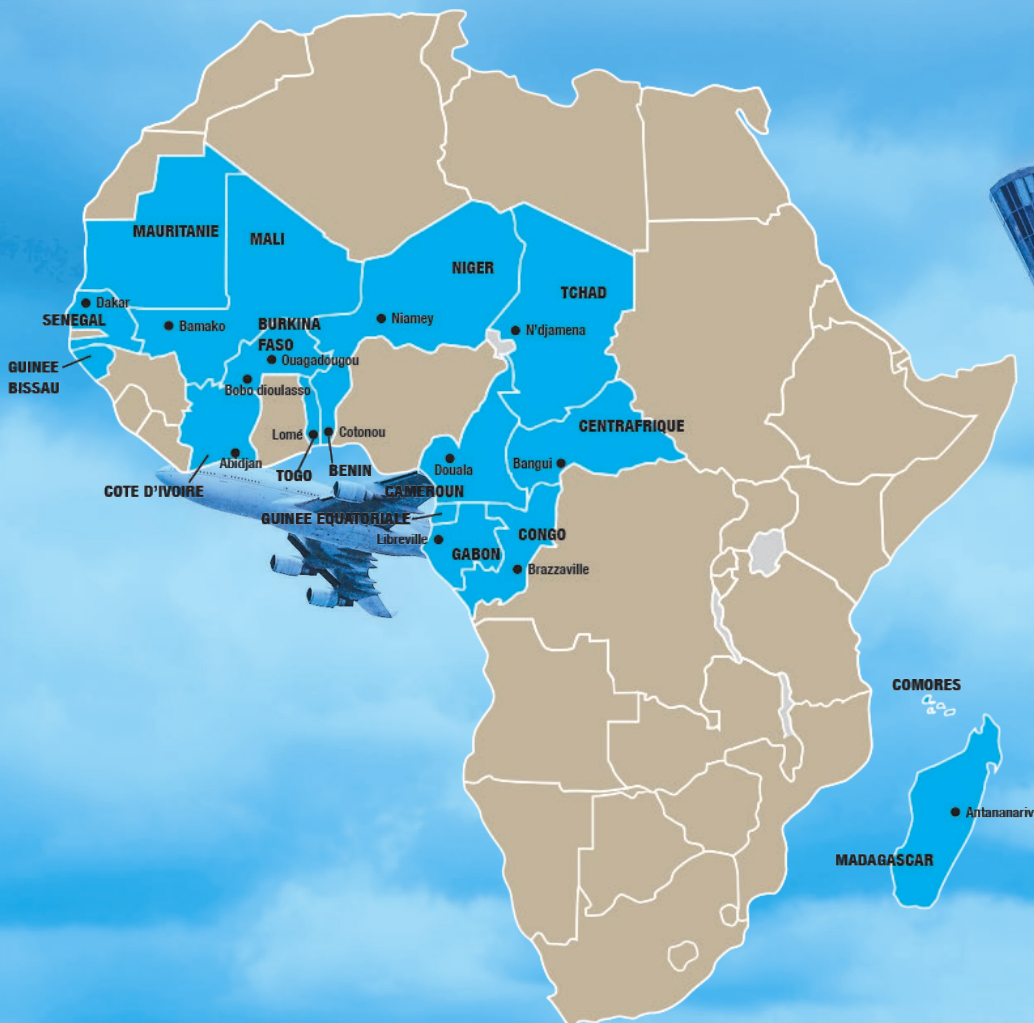 MAURITANIE
MALI
NIGER
TCHAD
Dakar
SENEGAL
Bamako
BURKINA
FASO
Niamey
N'djamena
GUINEE
BISSAU
Ouagadougou
Bobo dioulasso
CENTRAFRIQUE
Lomé
Cotonou
Abidjan
TOGO
BENIN
Douala
Bangui
COTE D'IVOIRE
CAMEROUN
GUINEE EQUATORIALE
Libreville
GABON
CONGO
Brazzaville
COMORES
Antananariv
MADAGASCAR